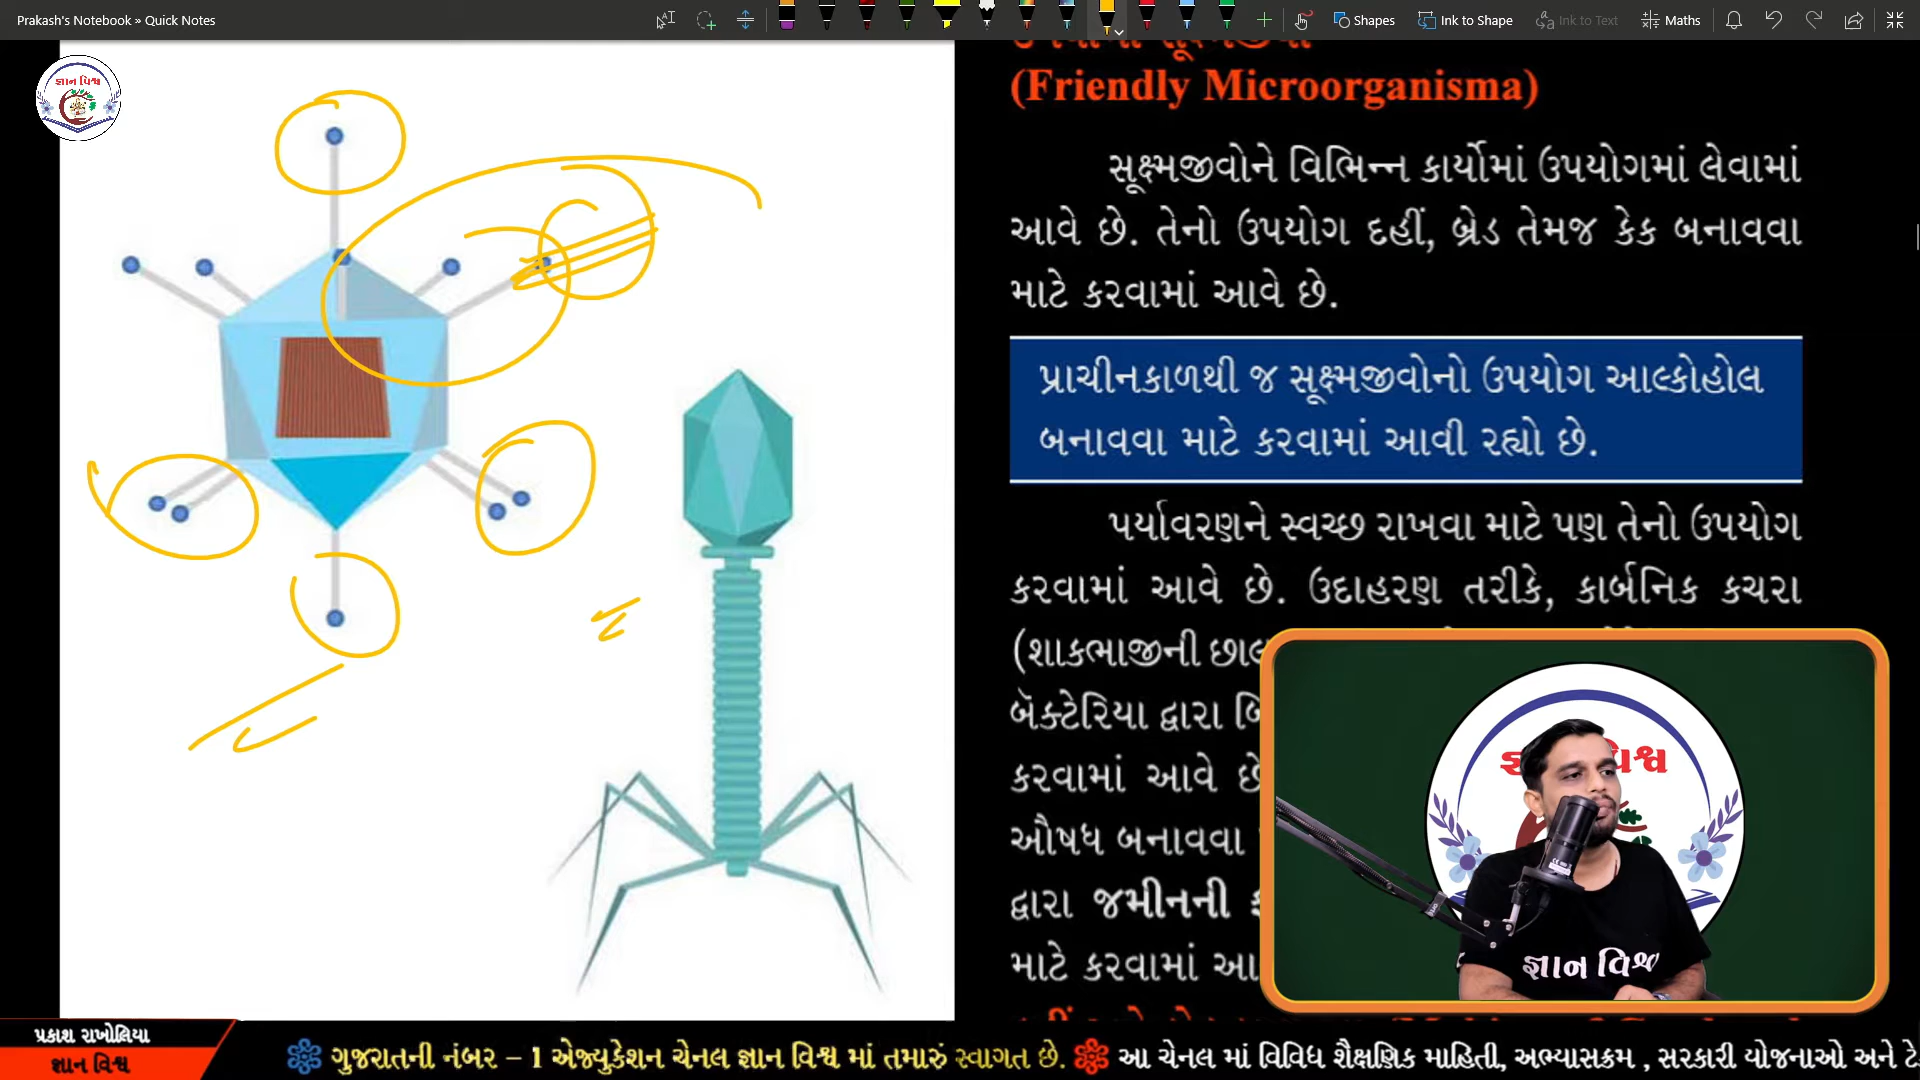 Prakash's Notebook » Quick Notes
Shapes
Ink to Shape
Ink to Text
Maths
જ્ઞાન વિશ્વ
(Friendly Microorganisma)
સૂક્ષ્મજીવોને વિભિન્ન કાર્યોમાં ઉપયોગમાં લેવામાં
આવે છે. તેનો ઉપયોગ દહીં, બ્રેડ તેમજ કેક બનાવવા
માટે કરવામાં આવે છે.
પ્રાચીનકાળથી જ સૂક્ષ્મજીવોનો ઉપયોગ આલ્કોહોલ
બનાવવા માટે કરવામાં આવી રહ્યો છે.
પર્યાવરણને સ્વચ્છ રાખવા માટે પણ તેનો ઉપયોગ
કરવામાં આવે છે. ઉદાહરણ તરીકે, કાર્બનિક કચરા
(શાકભાજીની
બૅક્ટેરિયા દ્વારા
કરવામાં આવે
ઔષધ બનાવવા
દ્વારા જમીનની
માટે કરવામાં
જ્ઞાન વિશ્વ
પ્રકાશ રાખોલિયા
જ્ઞાન વિશ્વ
ગુજરાતની નંબર – 1 એજ્યુકેશન ચેનલ જ્ઞાન વિશ્વ માં તમારું સ્વાગત છે. આ ચેનલ માં વિવિધ શૈક્ષણિક માહિતી, અભ્યાસક્રમ , સરકારી યોજનાઓ અને